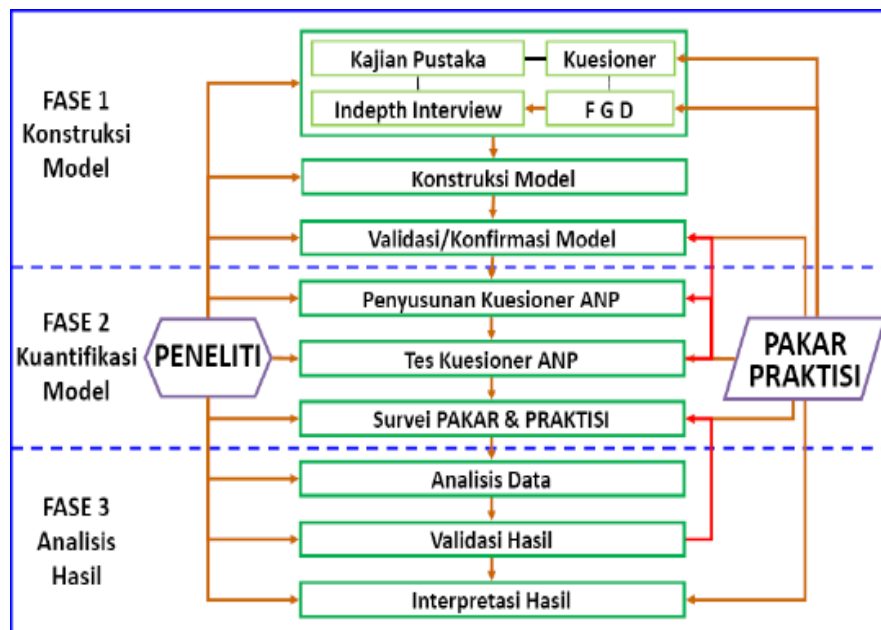 FASE 1
Konstruksi
Model
Kajian Pustaka
Kuesioner
Indepth Interview
F G D
Konstruksi Model
Validasi/Konfirmasi Model
FASE 2
Kuantifikasi
Model
PENELITI
Penyusunan Kuesioner ANP
Tes Kuesioner ANP
Survei PAKAR & PRAKTISI
PAKAR
PRAKTISI
FASE 3
Analisis
Hasil
Analisis Data
Validasi Hasil
Interpretasi Hasil